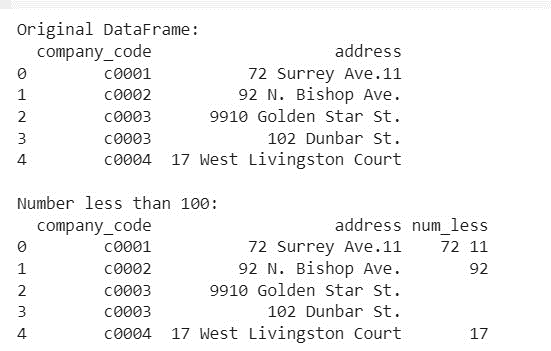 Original DataFrame:
company_code address
0 c0001 72 Surrey Ave.11
1 c0002 92 N. Bishop Ave.
2 c0003 9910 Golden Star St.
3 c0003 102 Dunbar St.
4 c0004 17 West Livingston Court
Number less than 100:
company_code address num_less
0 c0001 72 Surrey Ave.11 72 11
1 c0002 92 N. Bishop Ave. 92
2 c0003 9910 Golden Star St.
3 c0003 102 Dunbar St.
4 c0004 17 West Livingston Court 17